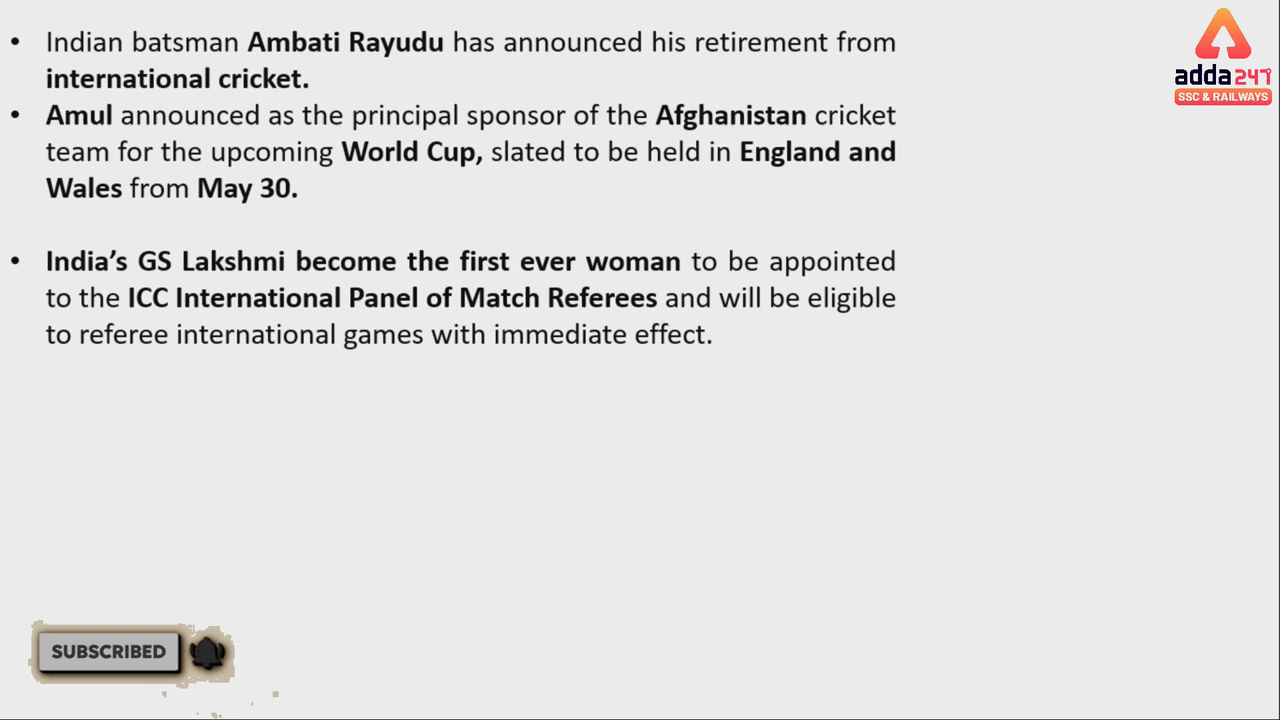 • Indian batsman Ambati Rayudu has announced his retirement from
international cricket.
• Amul announced as the principal sponsor of the Afghanistan cricket
team for the upcoming World Cup, slated to be held in England and
Wales from May 30.
• India’s GS Lakshmi become the first ever woman to be appointed
to the ICC International Panel of Match Referees and will be eligible
to referee international games with immediate effect.
adda247
SSC & RAILWAYS
SUBSCRIBED